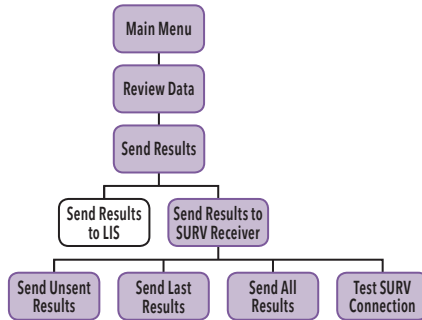 Main Menu
Review Data
Send Results
Send Results
to LIS
Send Results to
SURV Receiver
Send Unsent
Results
Send Last
Results
Send All
Results
Test SURV
Connection